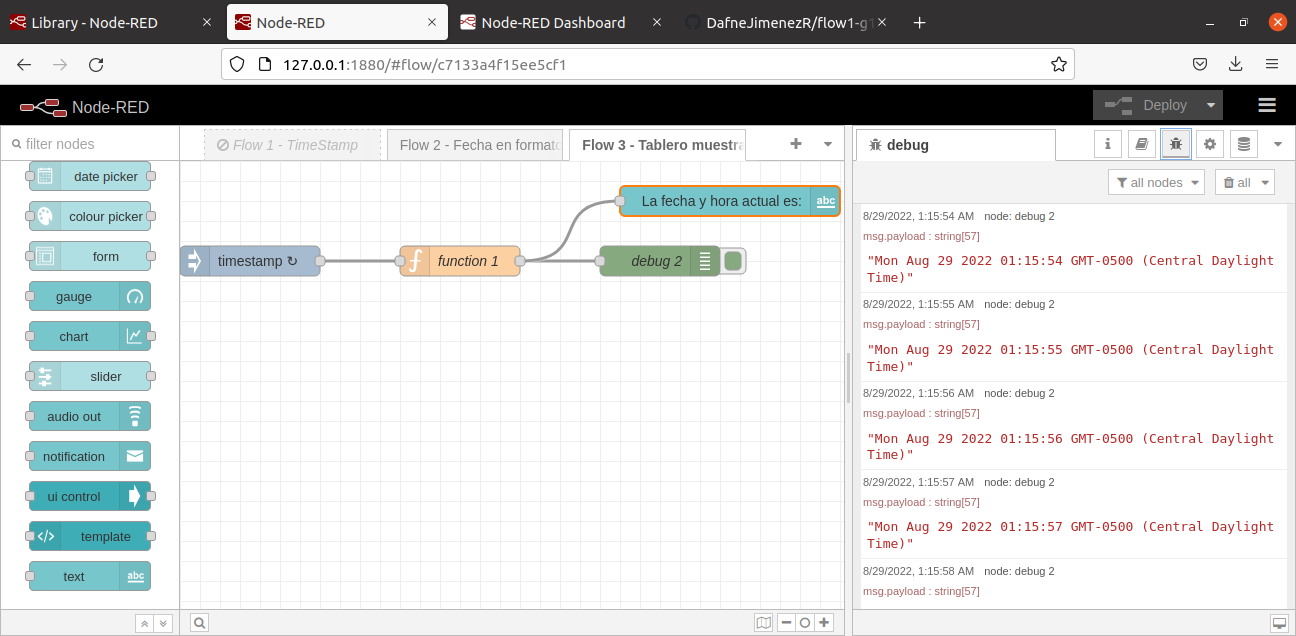 Library - Node-RED
Node-RED
Node-RED Dashboard
DafneJimenezR/flow1-g1
127.0.0.1:1880/#flow/c7133a4f15ee5cf1
Node-RED
Deploy
filter nodes
date picker
colour picker
form
gauge
chart
slider
audio out
notification
ui control
template
text
abc
Flow 1 - TimeStamp
Flow 2 - Fecha en formato
Flow 3 - Tablero muestra
timestamp ↻
function 1
La fecha y hora actual es:
abc
debug 2
debug
all nodes
all
8/29/2022, 1:15:54 AM node: debug 2
msg.payload : string[57]
"Mon Aug 29 2022 01:15:54 GMT-0500 (Central Daylight
Time)"
8/29/2022, 1:15:55 AM node: debug 2
msg.payload : string[57]
"Mon Aug 29 2022 01:15:55 GMT-0500 (Central Daylight
Time)"
8/29/2022, 1:15:56 AM node: debug 2
msg.payload : string[57]
"Mon Aug 29 2022 01:15:56 GMT-0500 (Central Daylight
Time)"
8/29/2022, 1:15:57 AM node: debug 2
msg.payload : string[57]
"Mon Aug 29 2022 01:15:57 GMT-0500 (Central Daylight
Time)"
8/29/2022, 1:15:58 AM node: debug 2
msg.payload : string[57]